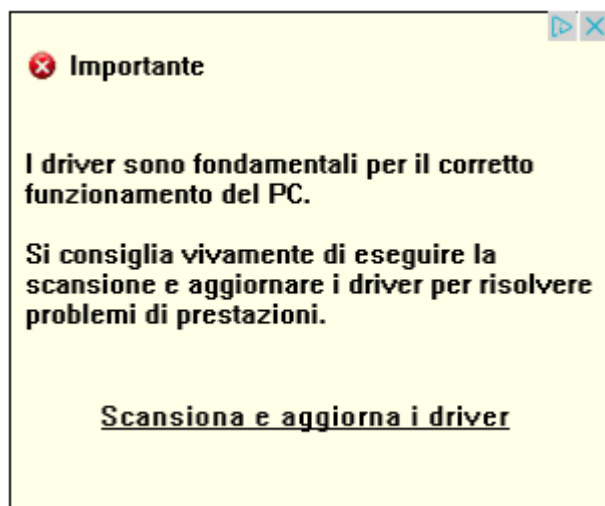 Importante
I driver sono fondamentali per il corretto
funzionamento del PC.
Si consiglia vivamente di eseguire la
scansione e aggiornare i driver per risolvere
problemi di prestazioni.
Scansiona e aggiorna i driver